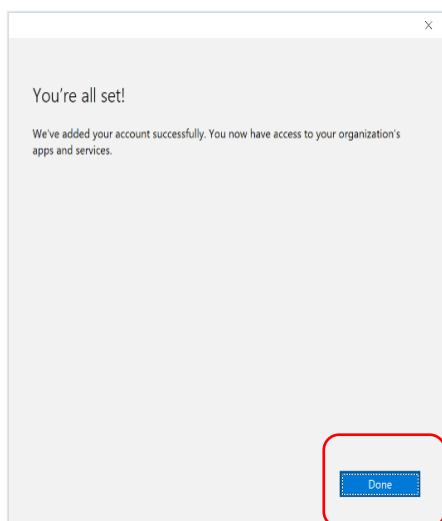 You're all set!
We've added your account successfully. You now have access to your organization's
apps and services.
Done